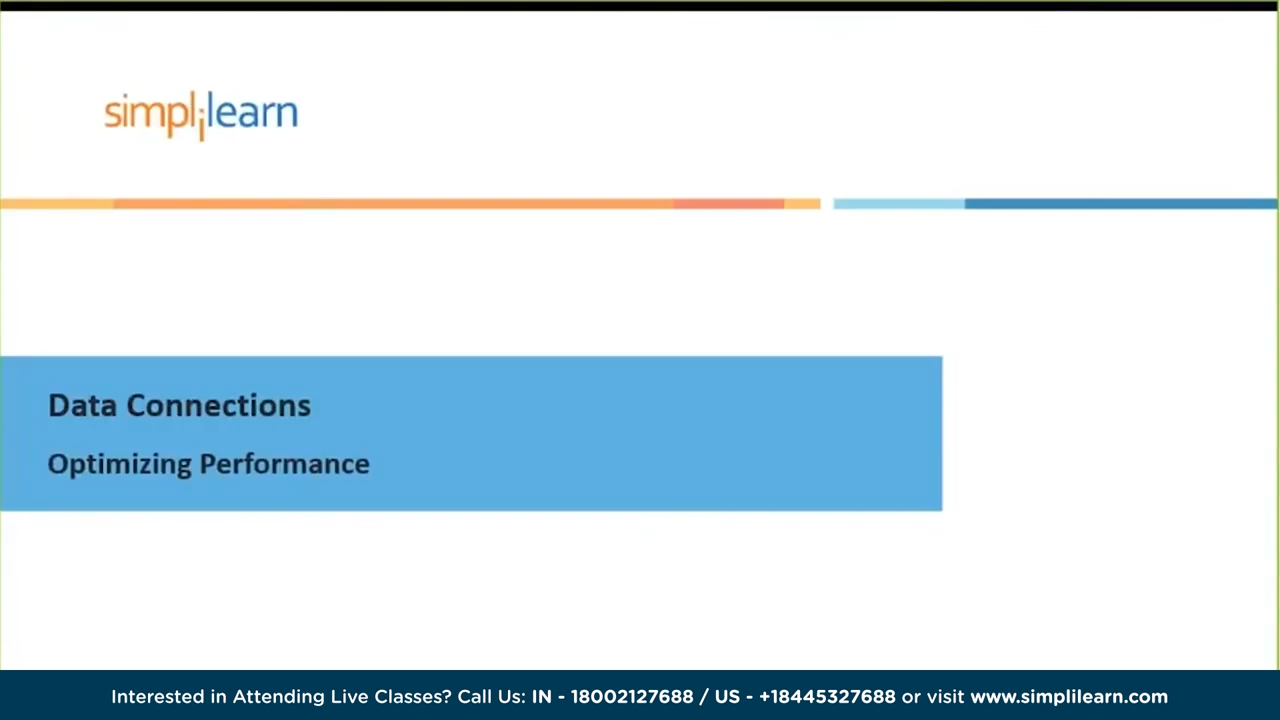 simplilearn
Data Connections
Optimizing Performance
Interested in Attending Live Classes? Call Us: IN - 18002127688 / US - +18445327688 or visit www.simplilearn.com